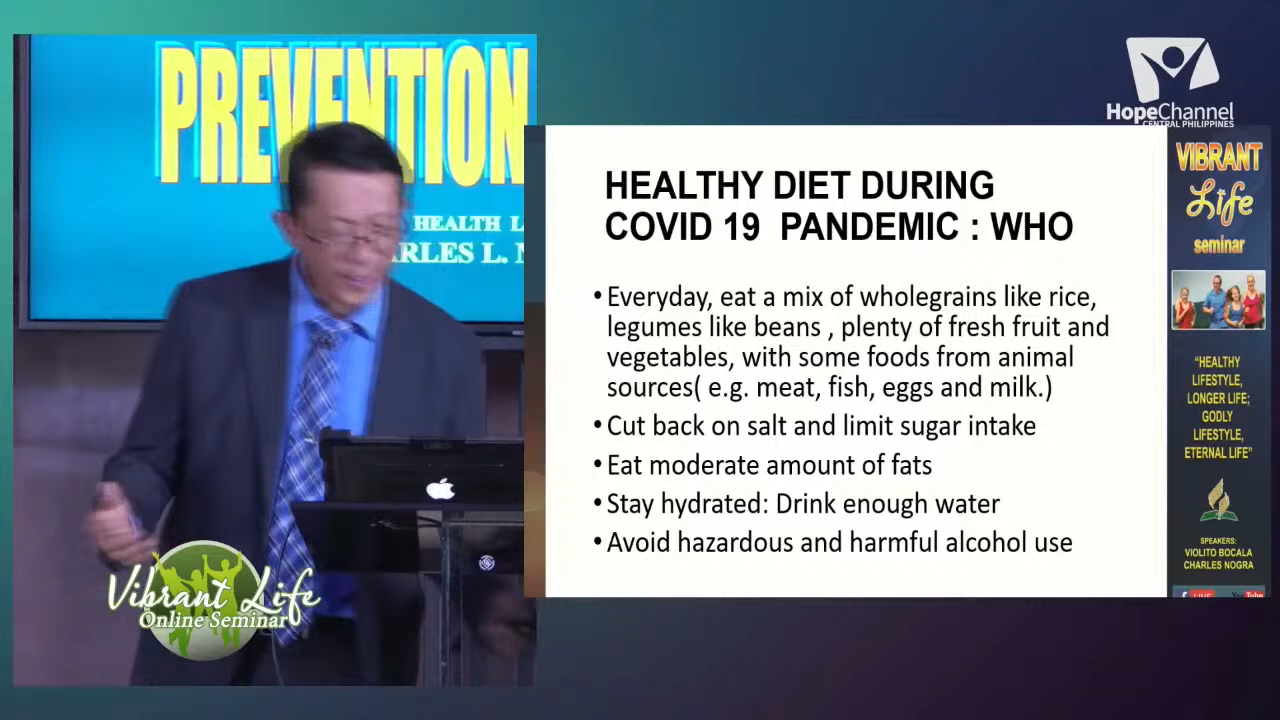 PREVENTION
HEALTH L
ARLES L. N
Vibrant Life
Online Seminar
HEALTHY DIET DURING
COVID 19 PANDEMIC : WHO
•Everyday, eat a mix of wholegrains like rice,
legumes like beans , plenty of fresh fruit and
vegetables, with some foods from animal
sources( e.g. meat, fish, eggs and milk.)
•Cut back on salt and limit sugar intake
•Eat moderate amount of fats
•Stay hydrated: Drink enough water
•Avoid hazardous and harmful alcohol use
HopeChannel
CENTRAL PHILIPPINES
VIBRANT
Life
seminar
“HEALTHY
LIFESTYLE,
LONGER LIFE;
GODLY
LIFESTYLE,
ETERNAL LIFE”
SPEAKERS:
VIOLITO BOCALA
CHARLES NOGRA
f LIVE YouTube